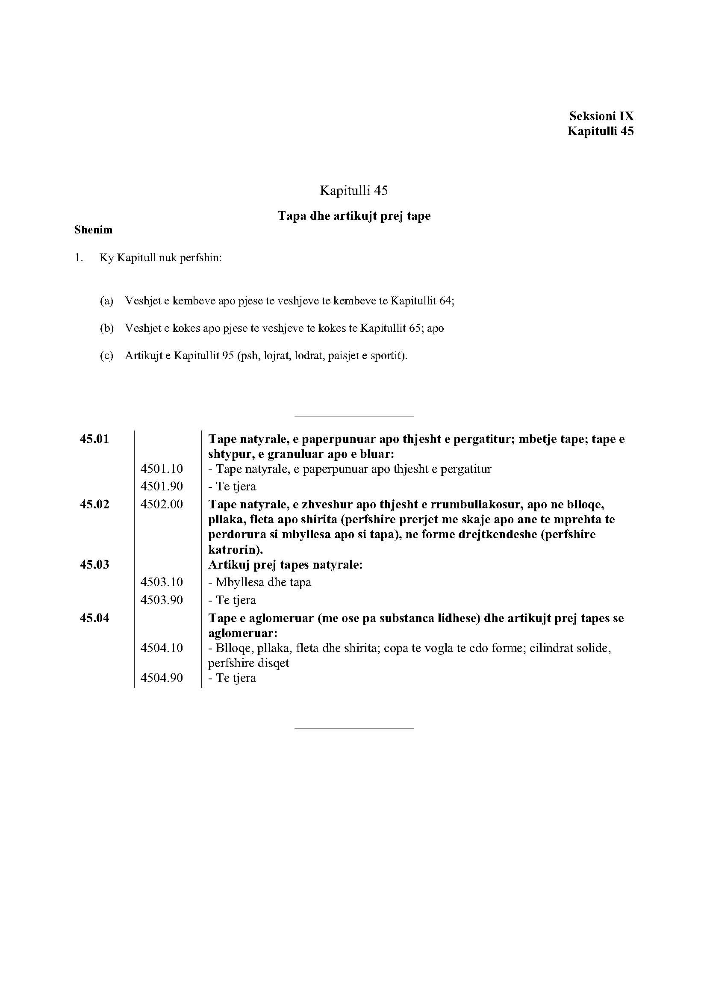 Seksioni IX
Kapitulli 45
Kapitulli 45
Tapa dhe artikujt prej tape
Shenim
1. Ky Kapitull nuk perfshin:
(a) Veshjet e kembeve apo pjese te veshjeve te kembeve te Kapitullit 64;
(b) Veshjet e kokes apo pjese te veshjeve te kokes te Kapitullit 65; apo
(c) Artikujt e Kapitullit 95 (psh, lojrat, lodrat, paisjet e sportit).
45.01 Tape natyrale, e paperpunuar apo thjesht e pergatitur; mbetje tape; tape e
shtypur, e granuluar apo e bluar:
4501.10 - Tape natyrale, e paperpunuar apo thjesht e pergatitur
4501.90 - Te tjera
45.02 4502.00 Tape natyrale, e zhveshur apo thjesht e rrumbullakosur, apo ne blloqe,
pllaka, fleta apo shirita (perfshire prerjet me skaje apo ane te mprehta te
perdorura si mbyllesa apo si tapa), ne forme drejtkendeshe (perfshire
katrorin).
45.03 Artikuj prej tapes natyrale:
4503.10 - Mbyllesa dhe tapa
4503.90 - Te tjera
45.04 Tape e aglomeruar (me ose pa substanca lidhese) dhe artikujt prej tapes se
aglomeruar:
4504.10 - Blloqe, pllaka, fleta dhe shirita; copa te vogla te cdo forme; cilindrat solide,
perfshire disqet
4504.90 - Te tjera